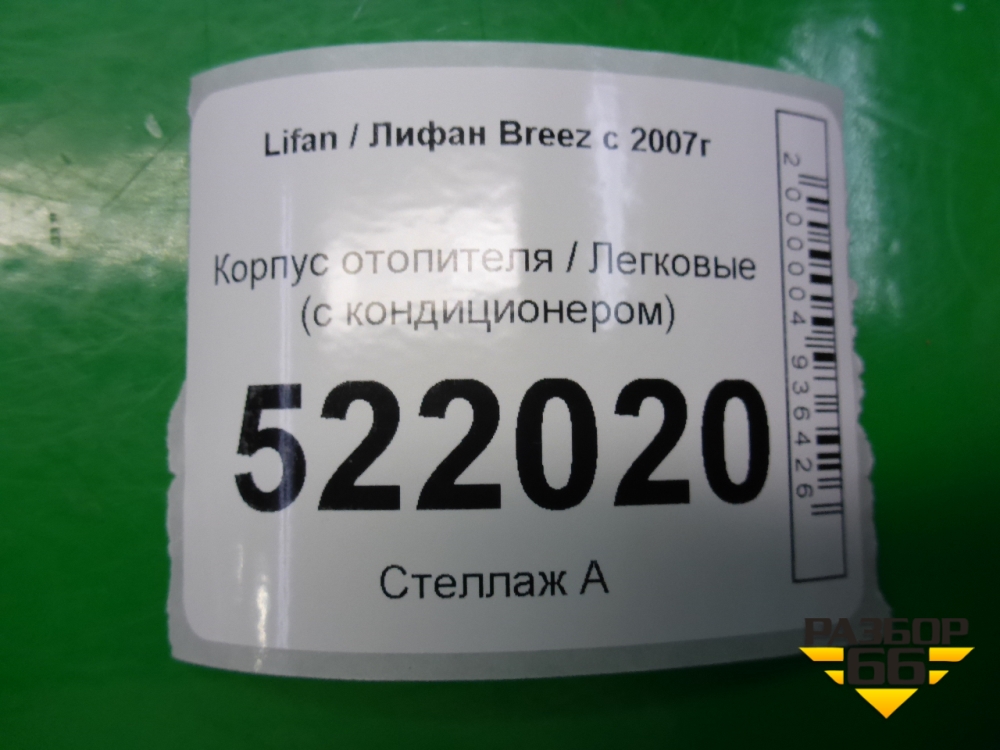 Lifan / Лифан Breez с 2007г
Корпус отопителя / Легковые
(с кондиционером)
522020
Стеллаж А
2000004936426
РАЗБОР
66